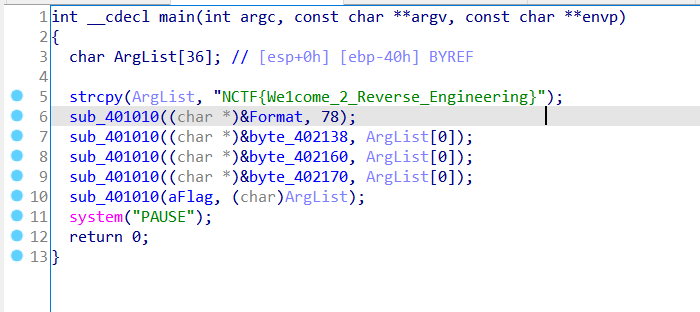 1 int __cdecl main(int argc, const char **argv, const char **envp)
2 {
3   char ArgList[36]; // [esp+0h] [ebp-40h] BYREF
4
5   strcpy(ArgList, "NCTF{We1come_2_Reverse_Engineering}");
6   sub_401010((char *)&Format, 78);
7   sub_401010((char *)&byte_402138, ArgList[0]);
8   sub_401010((char *)&byte_402160, ArgList[0]);
9   sub_401010((char *)&byte_402170, ArgList[0]);
10   sub_401010(aFlag, (char)ArgList);
11   system("PAUSE");
12   return 0;
13 }